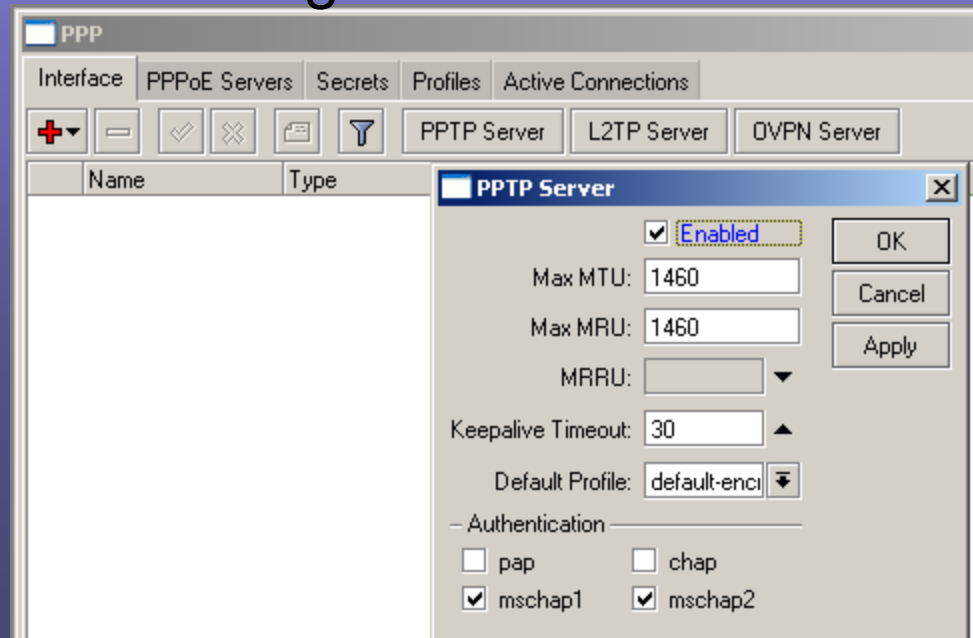 PPP
Interface PPPoE Servers Secrets Profiles Active Connections
PPTP Server L2TP Server OVPN Server
Name Type
PPTP Server
Enabled OK
Max MTU: 1460 Cancel
Max MRU: 1460 Apply
MRRU:
Keepalive Timeout: 30
Default Profile: default-encr
Authentication
pap chap
mschap1 mschap2